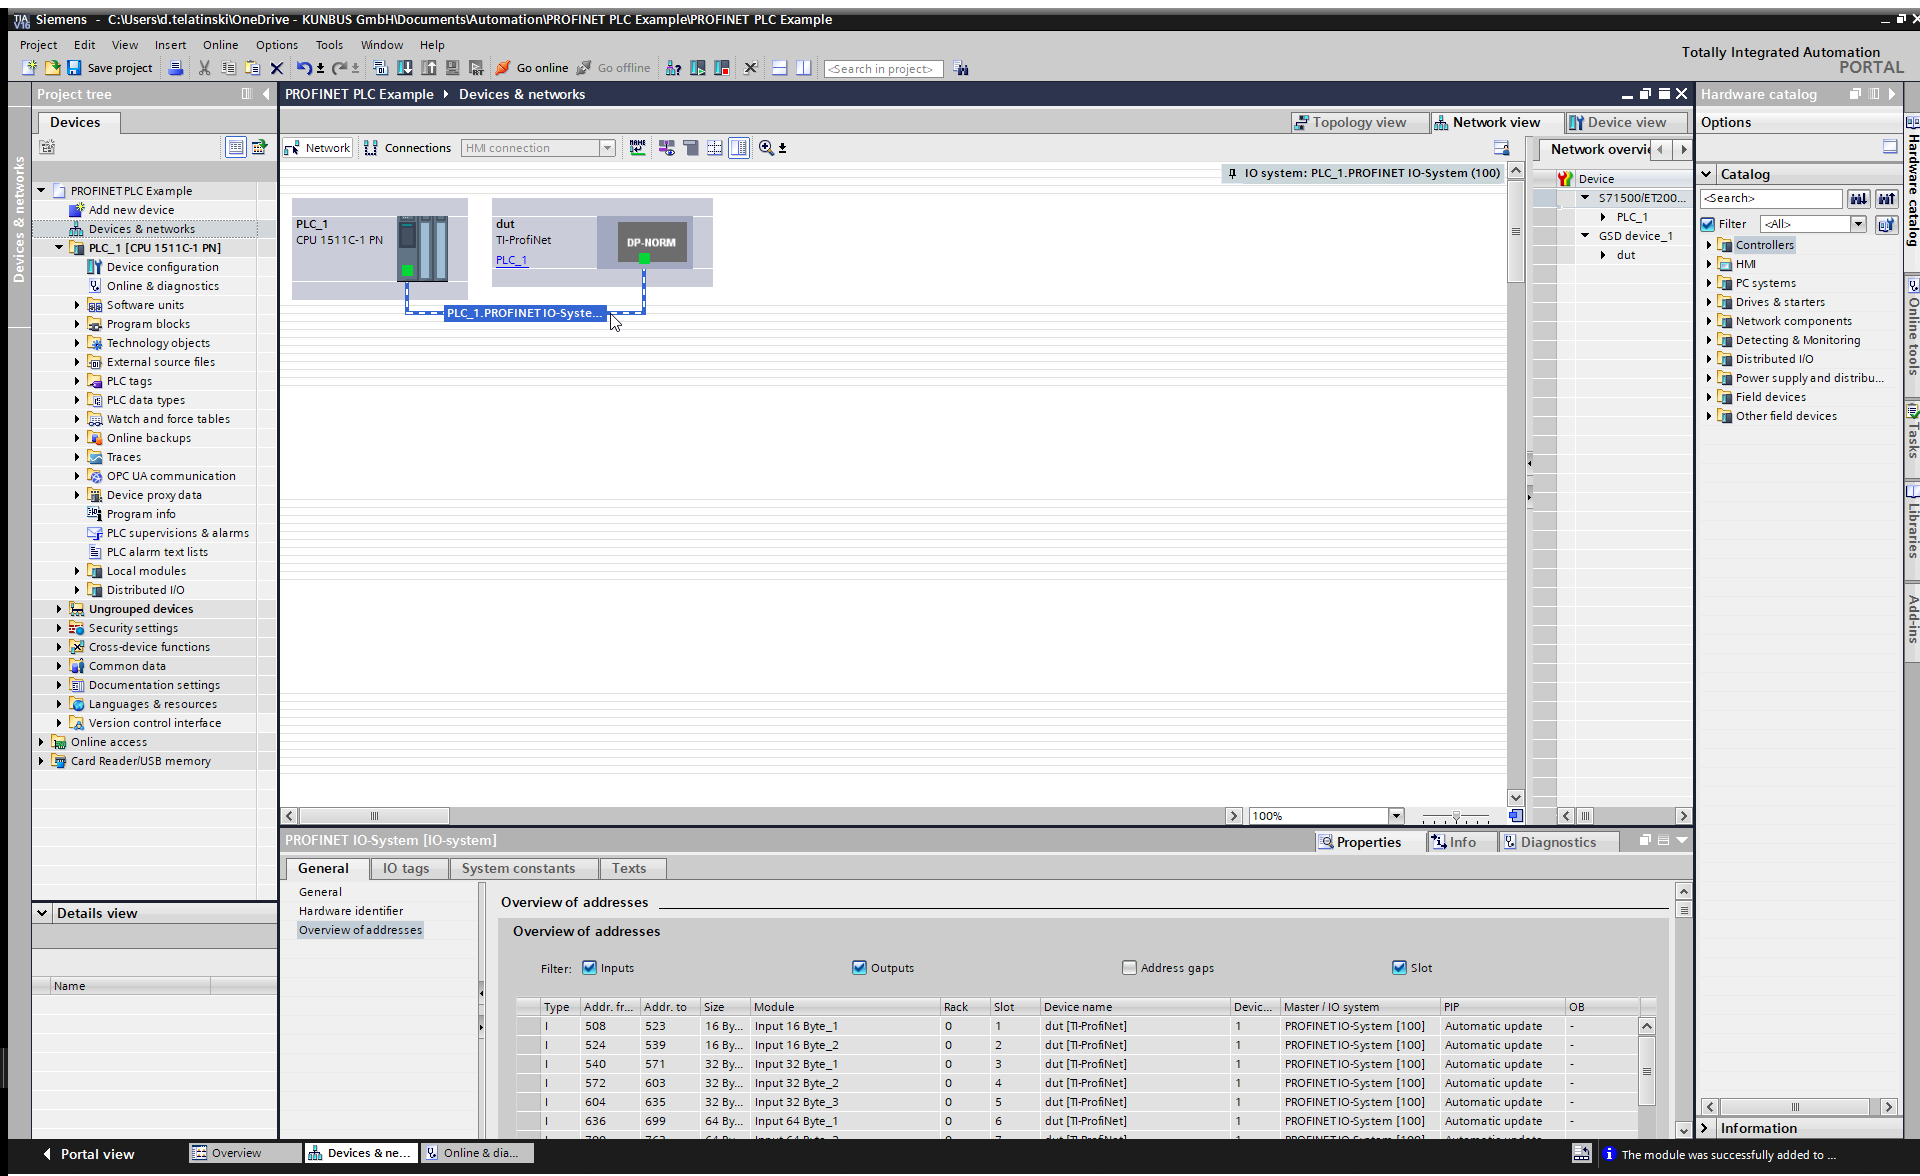 Siemens - C:\Users\d.telatinski\OneDrive - KUNBUS GmbH\Documents\Automation\PROFINET PLC Example\PROFINET PLC Example
Project Edit View Insert Online Options Tools Window Help
Totally Integrated Automation
PORTAL
Save project
Go online
Go offline
<Search in project>
Project tree
PROFINET PLC Example
Devices & networks
Hardware catalog
Devices
Topology view
Network view
Device view
Options
Network
Connections
HMI connection
Network overvie
IO system: PLC_1.PROFINET IO-System (100)
Device
Catalog
PROFINET PLC Example
Add new device
Devices & networks
PLC_1 [CPU 1511C-1 PN]
Device configuration
Online & diagnostics
Software units
Program blocks
Technology objects
External source files
PLC tags
PLC data types
Watch and force tables
Online backups
Traces
OPC UA communication
Device proxy data
Program info
PLC supervisions & alarms
PLC alarm text lists
Local modules
Distributed I/O
Ungrouped devices
Security settings
Cross-device functions
Common data
Documentation settings
Languages & resources
Version control interface
Online access
Card Reader/USB memory
PLC_1
CPU 1511C-1 PN
dut
TI-ProfiNet
PLC_1
DP-NORM
PLC_1.PROFINET IO-Syste...
S71500/ET200...
PLC_1
GSD device_1
dut
<Search>
Filter
<All>
Controllers
HMI
PC systems
Drives & starters
Network components
Detecting & Monitoring
Distributed I/O
Power supply and distribu...
Field devices
Other field devices
Devices & networks
Hardware catalog
Online tools
Tasks
Libraries
Add-ins
100%
PROFINET IO-System [IO-system]
Properties
Info
Diagnostics
General
IO tags
System constants
Texts
General
Hardware identifier
Overview of addresses
Overview of addresses
Overview of addresses
Filter:
Inputs
Outputs
Address gaps
Slot
Type Addr. fr... Addr. to Size Module Rack Slot Device name Devic... Master / IO system PIP OB
I 508 523 16 By... Input 16 Byte_1 0 1 dut [TI-ProfiNet] 1 PROFINET IO-System [100] Automatic update -
I 524 539 16 By... Input 16 Byte_2 0 2 dut [TI-ProfiNet] 1 PROFINET IO-System [100] Automatic update -
I 540 571 32 By... Input 32 Byte_1 0 3 dut [TI-ProfiNet] 1 PROFINET IO-System [100] Automatic update -
I 572 603 32 By... Input 32 Byte_2 0 4 dut [TI-ProfiNet] 1 PROFINET IO-System [100] Automatic update -
I 604 635 32 By... Input 32 Byte_3 0 5 dut [TI-ProfiNet] 1 PROFINET IO-System [100] Automatic update -
I 636 699 64 By... Input 64 Byte_1 0 6 dut [TI-ProfiNet] 1 PROFINET IO-System [100] Automatic update -
Details view
Name
Information
Portal view
Overview
Devices & ne...
Online & dia...
The module was successfully added to ...